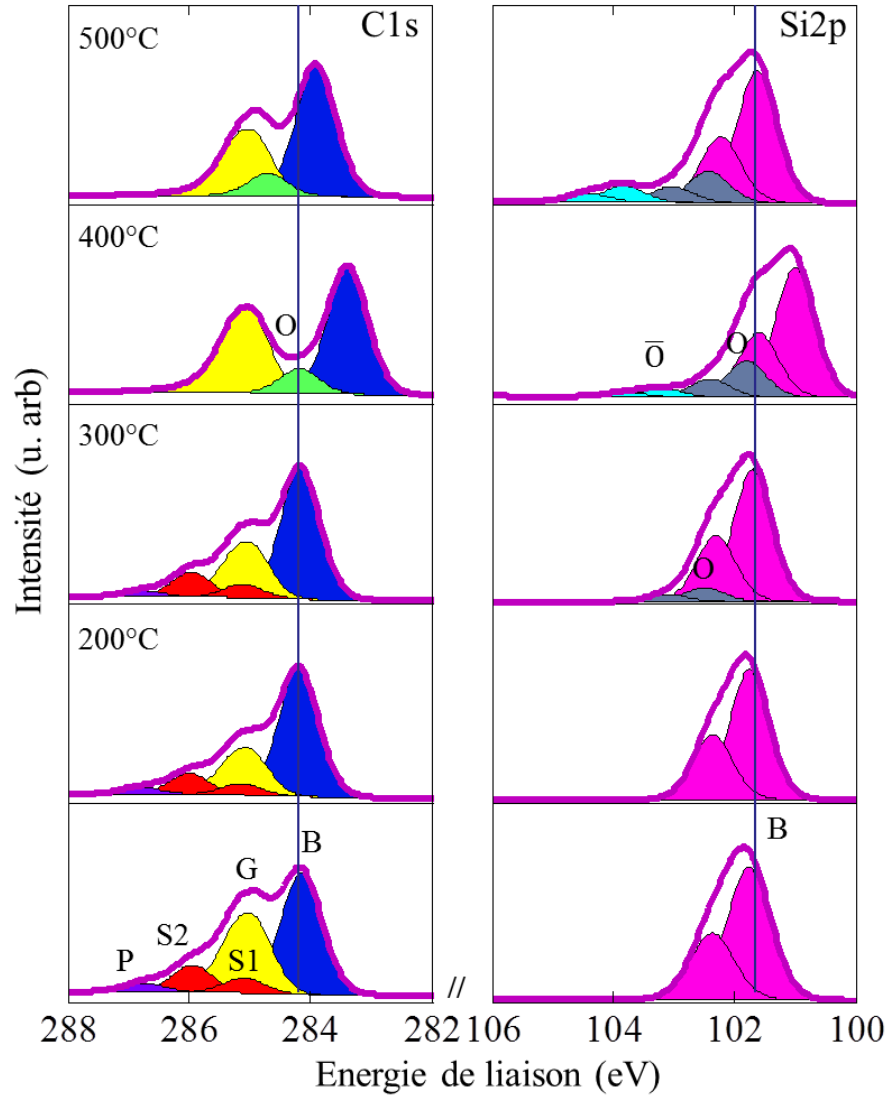 C1s
Si2p
500°C
400°C
O
O̅
O
300°C
O
200°C
B
G
S2
S1
P
B
288
286
284
282
//
106
104
102
100
Energie de liaison (eV)
Intensité (u. arb)